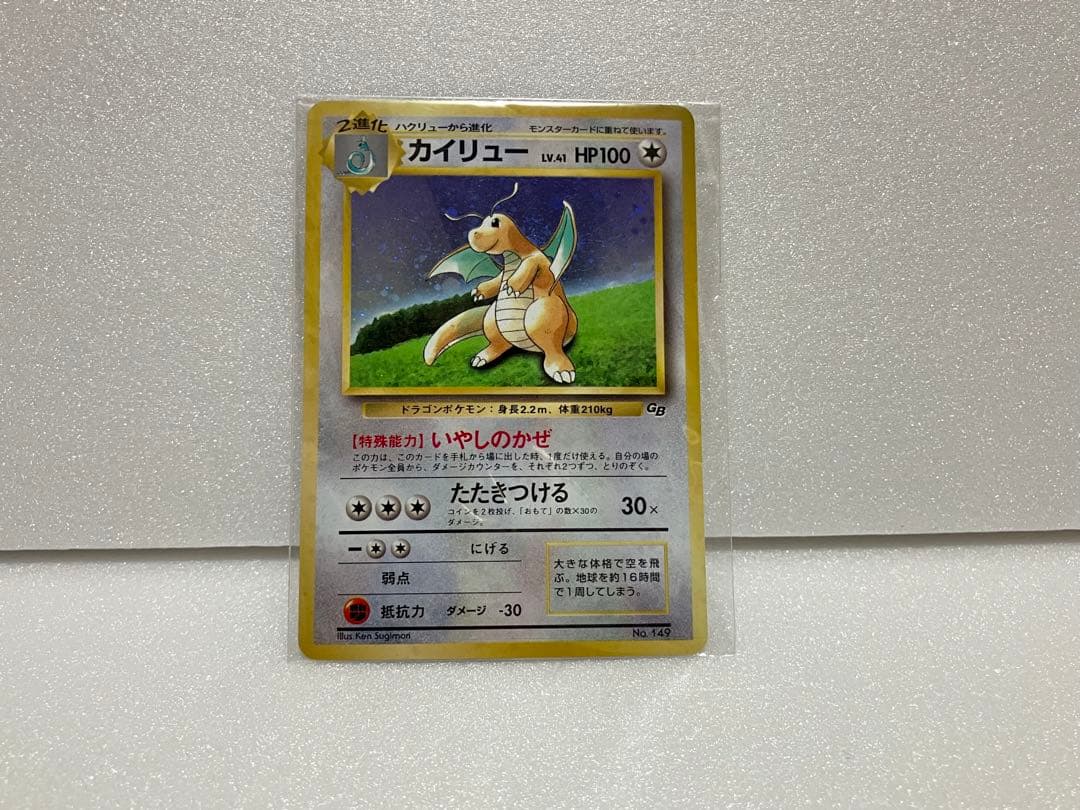 2進化 ハクリューから進化 モンスターカードに重ねて使います。
カイリュー LV.41 HP100
ドラゴンポケモン：身長2.2m、体重210kg GB
【特殊能力】いやしのかぜ
この力は、このカードを手札から場に出した時、1度だけ使える。自分の場の
ポケモン全員から、ダメージカウンターを、それぞれ2つずつ、とりのぞく。
たたきつける 30×
コインを2枚投げ、「おもて」の数×30の
ダメージ。
にげる
弱点
抵抗力 ダメージ -30
大きな体格で空を飛
ぶ。地球を約16時間
で1周してしまう。
Illus. Ken Sugimori No. 149